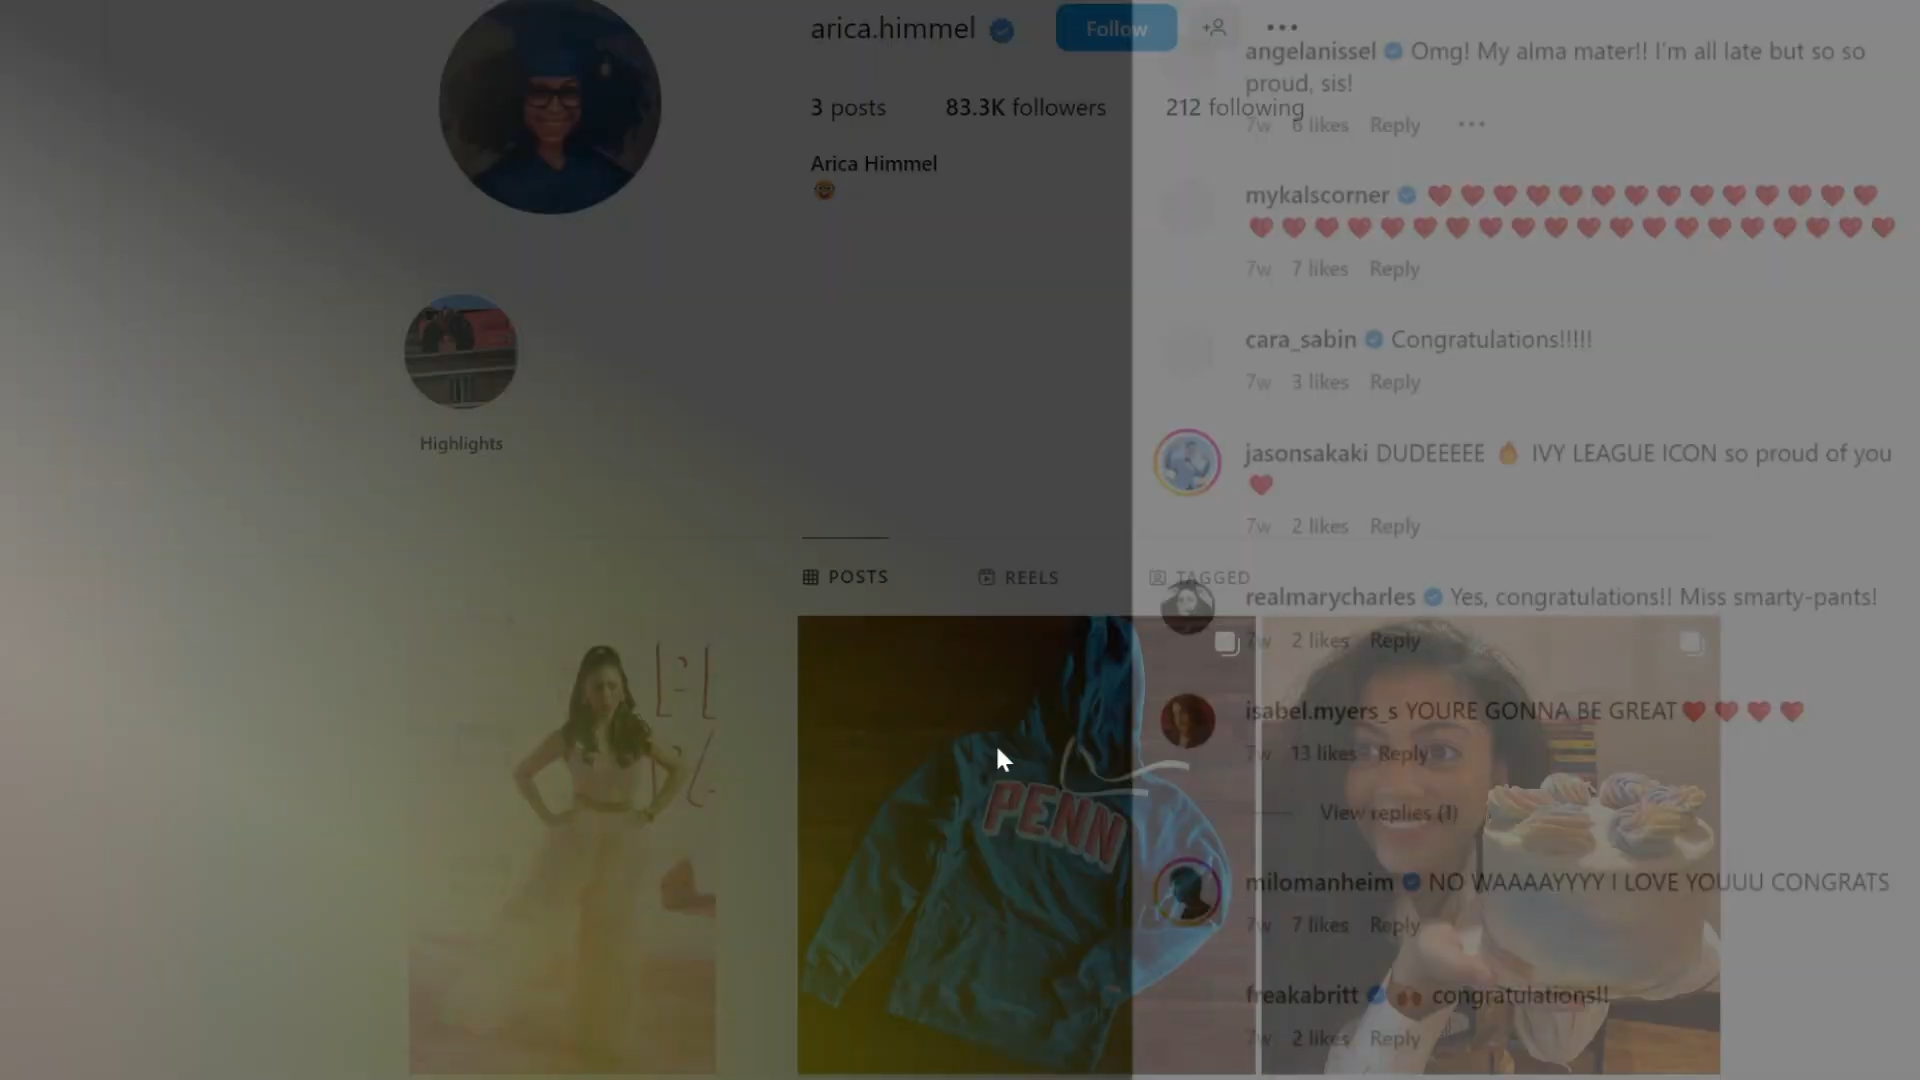 arica.himmel
Follow
3 posts 83.3K followers 212 following
Arica Himmel
Highlights
POSTS REELS TAGGED
PENN
angelanissel Omg! My alma mater!! I'm all late but so so
proud, sis!
7w 6 likes Reply
mykalscorner
7w 7 likes Reply
cara_sabin Congratulations!!!!!
7w 3 likes Reply
jasonsakaki DUDEEEEE 🔥 IVY LEAGUE ICON so proud of you
❤️
7w 2 likes Reply
realmarycharles Yes, congratulations!! Miss smarty-pants!
7w 2 likes Reply
isabel.myers_s YOURE GONNA BE GREAT❤️❤️❤️❤️
7w 13 likes Reply
View replies (1)
milomanheim NO WAAAAYYYY I LOVE YOUUU CONGRATS
7w 7 likes Reply
freakabritt congratulations!!
7w 2 likes Reply